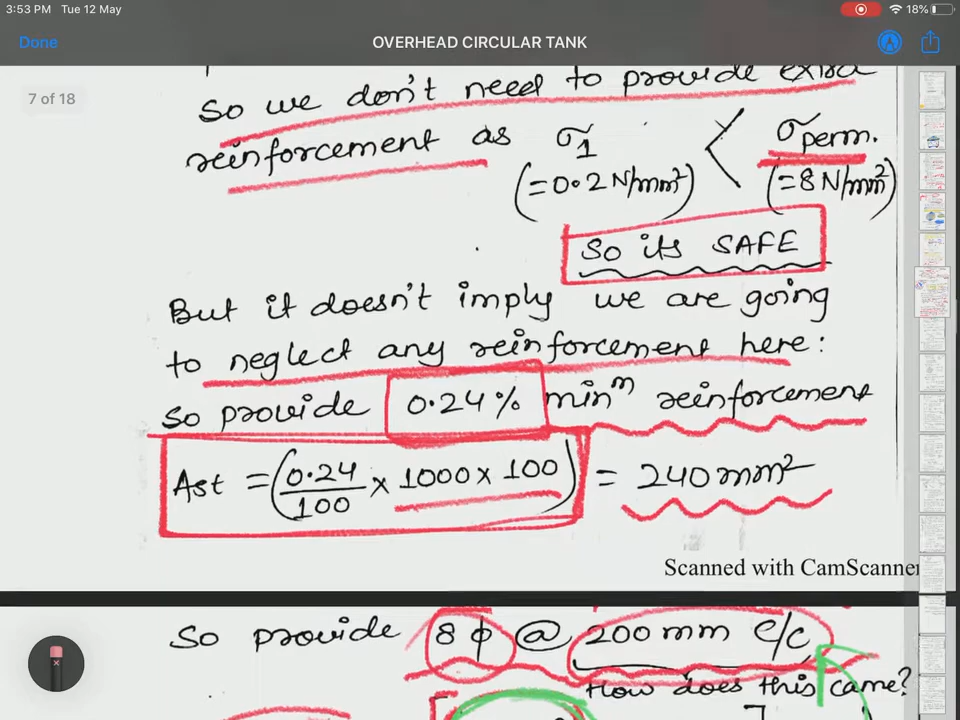 3:53 PM Tue 12 May
18%
Done
OVERHEAD CIRCULAR TANK
7 of 18
So we don't need to provide extra
reinforcement as σ1 < σperm.
(=0.2 N/mm²) (=8 N/mm²)
So its SAFE
But it doesn't imply we are going
to neglect any reinforcement here:
so provide 0.24% minᵐ reinforcement
Ast = (0.24/100 × 1000 × 100) = 240 mm²
Scanned with CamScanner
So provide 8 ϕ @ 200 mm c/c
How does this came?